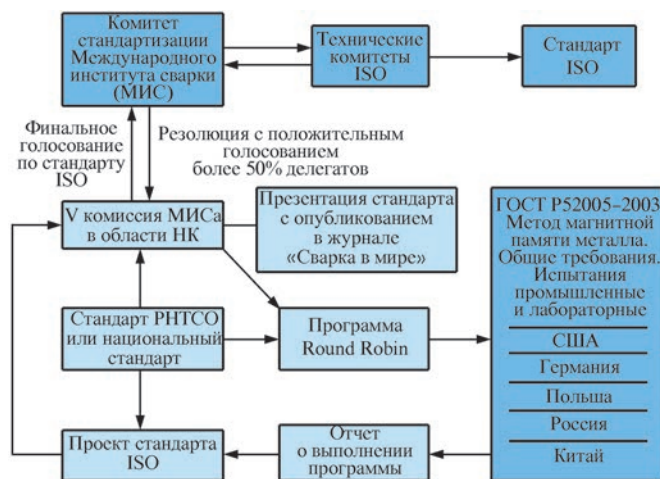 Комитет
стандартизации
Международного
института сварки
(МИС)
Технические
комитеты
ISO
Стандарт
ISO
Финальное
голосование
по стандарту
ISO
Резолюция с положительным
голосованием
более 50% делегатов
V комиссия МИСа
в области НК
Презентация стандарта
с опубликованием
в журнале
«Сварка в мире»
ГОСТ Р52005–2003
Метод магнитной
памяти металла.
Общие требования.
Испытания
промышленные
и лабораторные
США
Германия
Польша
Россия
Китай
Стандарт РНТСО
или национальный
стандарт
Программа
Round Robin
Проект стандарта
ISO
Отчет
о выполнении
программы